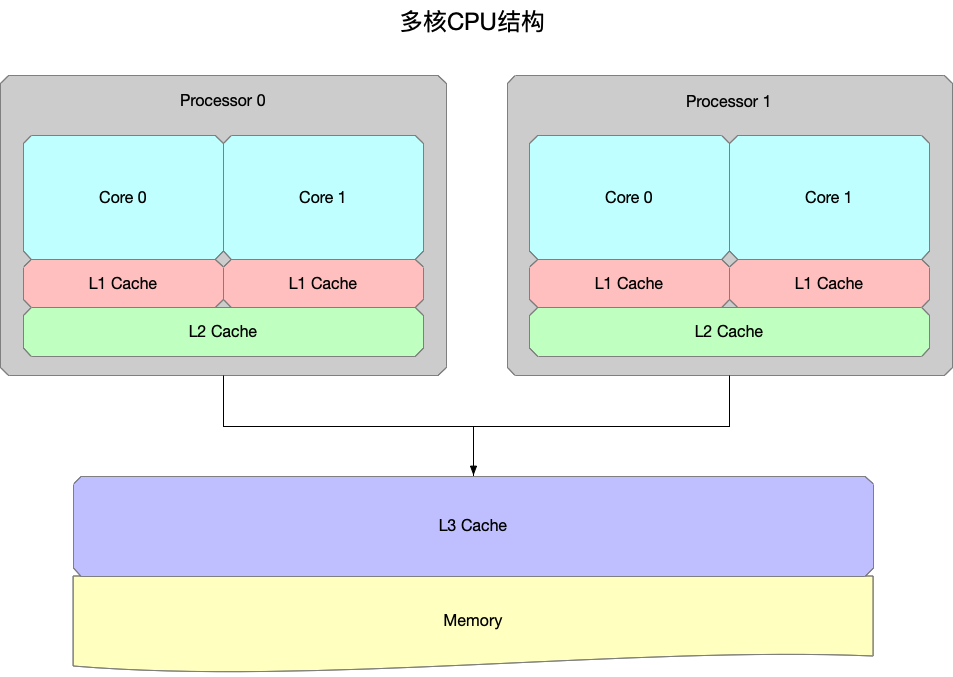 多核CPU结构
Processor 0
Processor 1
Core 0
Core 1
Core 0
Core 1
L1 Cache
L1 Cache
L1 Cache
L1 Cache
L2 Cache
L2 Cache
L3 Cache
Memory